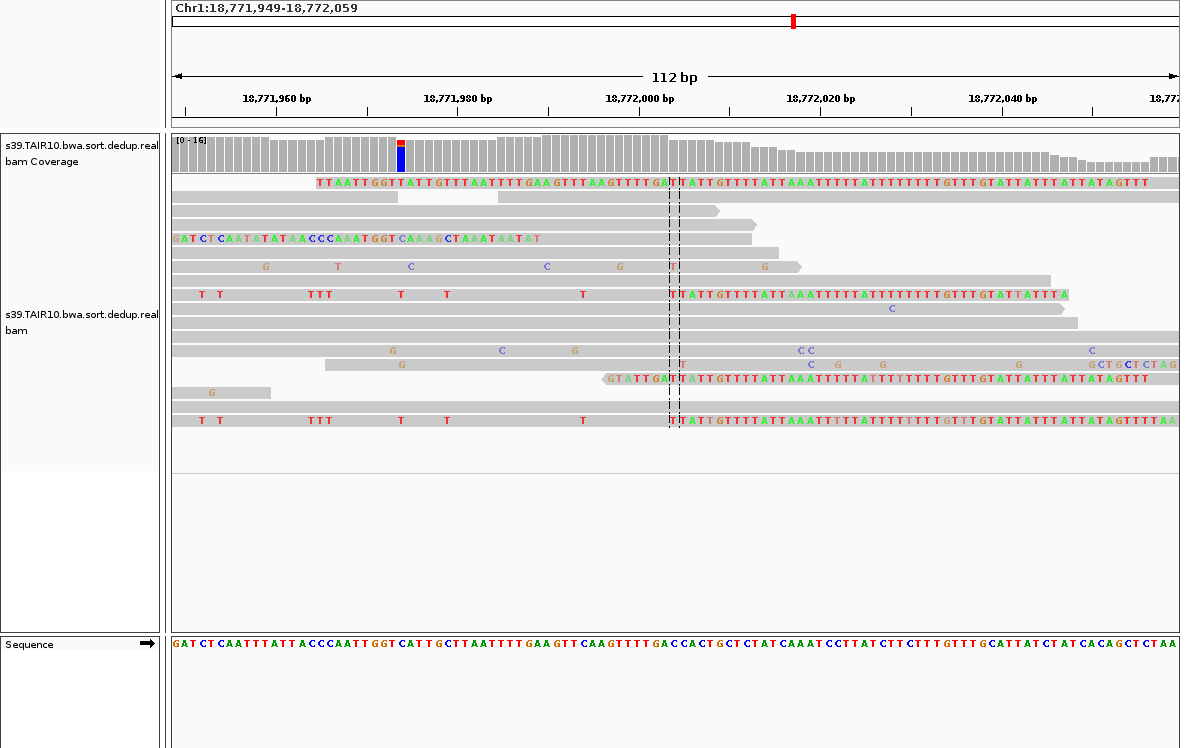 Chr1:18,771,949-18,772,059
112 bp
18,771,960 bp 18,771,980 bp 18,772,000 bp 18,772,020 bp 18,772,040 bp 18,772
s39.TAIR10.bwa.sort.dedup.real
bam Coverage
[0 - 16]
TTAATTGGTTATTGTTTAATTTTGAAGTTTAAGTTTTGATTATTGTTTTATTAAATTTTTATTTTTTTTGTTTGTATTATTTATTATAGTTT
GATCTCAATATATAACCCAAATGGTCAAAGCTAAATAATAT
G T C C G T G
T T TTT T T T TTATTGTTTTATTAAATTTTTATTTTTTTTGTTTGTATTATTTA
C
s39.TAIR10.bwa.sort.dedup.real
bam
G C G CC C
G T C G G G GCTGCTCTAG
GTATTGATTATTGTTTTATTAAATTTTTATTTTTTTTGTTTGTATTATTTATTATAGTTT
G
T T TTT T T T TTATTGTTTTATTAAATTTTTATTTTTTTTGTTTGTATTATTTATTATAGTTTTAA
Sequence
GATCTCAATTTATTACCCAATTGGTCATTGCTTAATTTTGAAGTTCAAGTTTTGACCACTGCTCTATCAAATCCTTATCTTCTTTGTTTGCATTATCTATCACAGCTCTAA